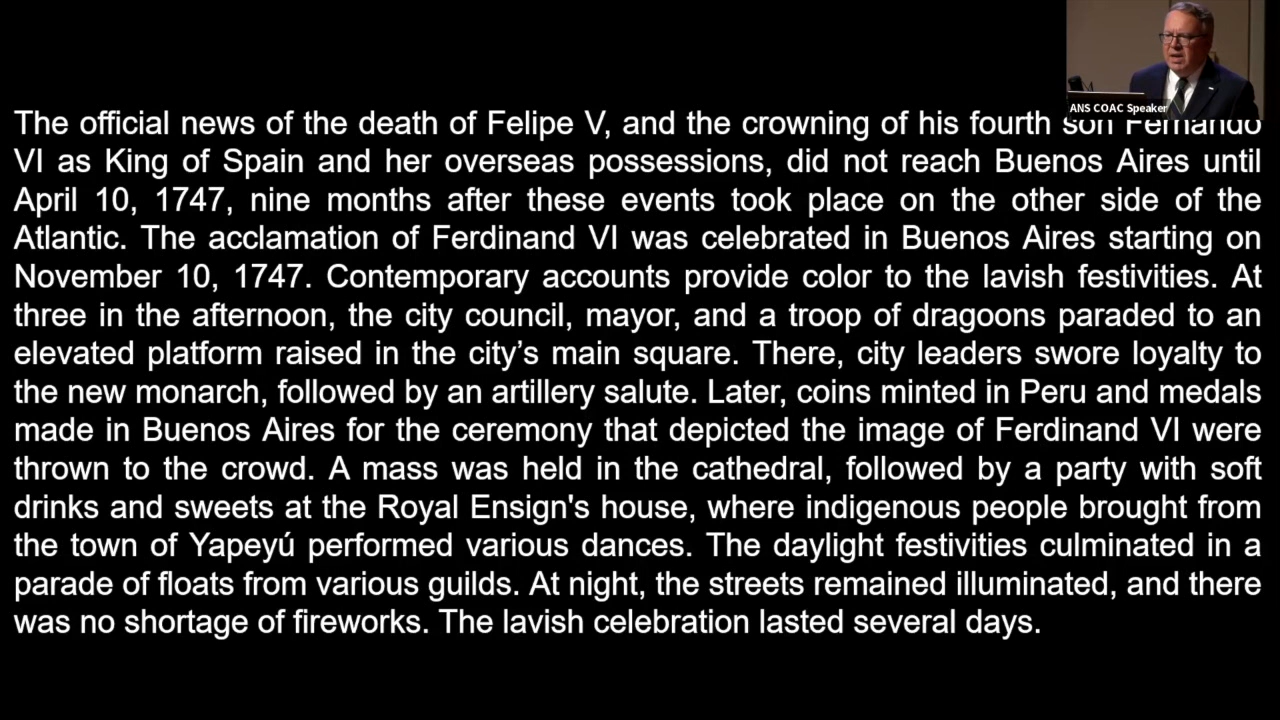 ANS COAC Speaker
The official news of the death of Felipe V, and the crowning of his fourth son Fernando
VI as King of Spain and her overseas possessions, did not reach Buenos Aires until
April 10, 1747, nine months after these events took place on the other side of the
Atlantic. The acclamation of Ferdinand VI was celebrated in Buenos Aires starting on
November 10, 1747. Contemporary accounts provide color to the lavish festivities. At
three in the afternoon, the city council, mayor, and a troop of dragoons paraded to an
elevated platform raised in the city’s main square. There, city leaders swore loyalty to
the new monarch, followed by an artillery salute. Later, coins minted in Peru and medals
made in Buenos Aires for the ceremony that depicted the image of Ferdinand VI were
thrown to the crowd. A mass was held in the cathedral, followed by a party with soft
drinks and sweets at the Royal Ensign's house, where indigenous people brought from
the town of Yapeyú performed various dances. The daylight festivities culminated in a
parade of floats from various guilds. At night, the streets remained illuminated, and there
was no shortage of fireworks. The lavish celebration lasted several days.